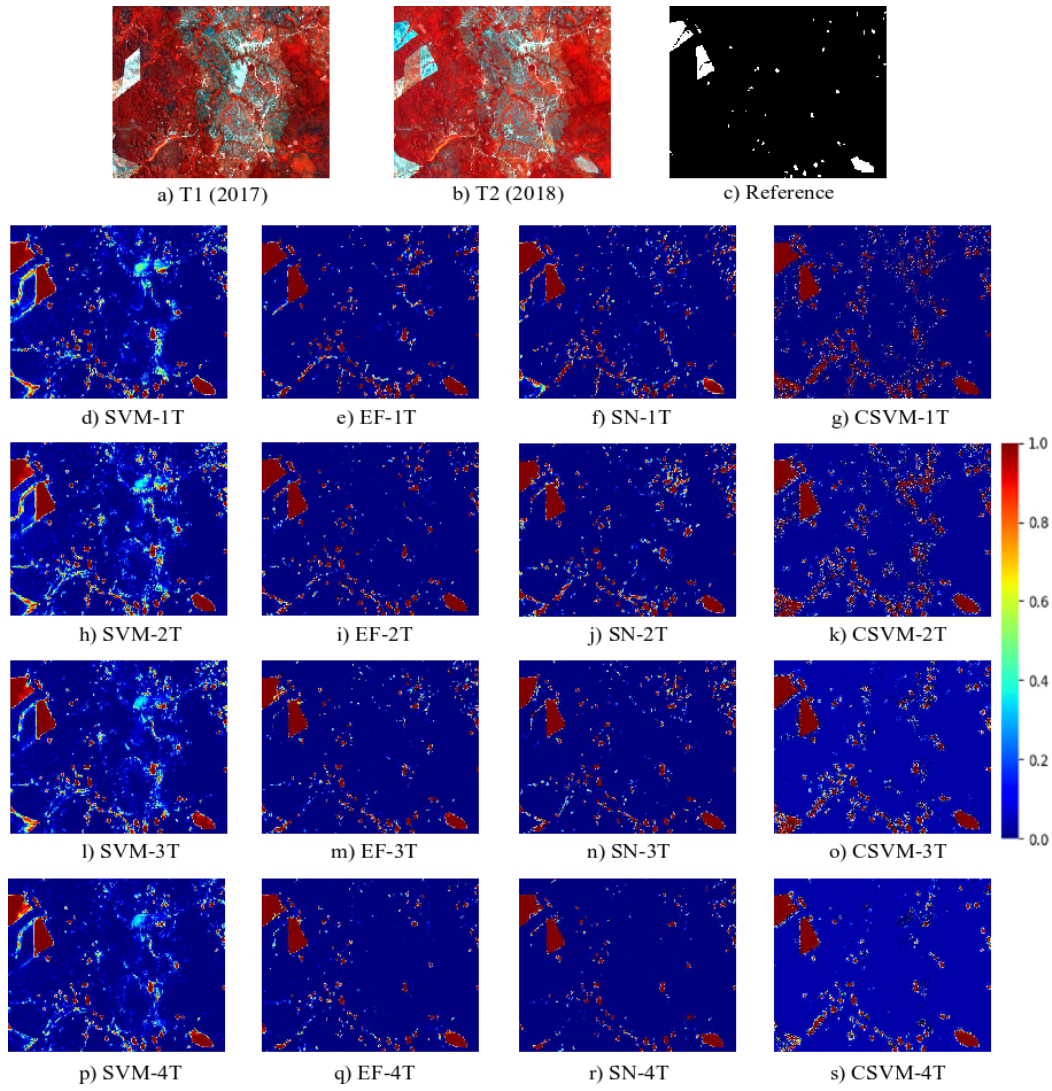 a) T1 (2017)
b) T2 (2018)
c) Reference
d) SVM-1T
e) EF-1T
f) SN-1T
g) CSVM-1T
h) SVM-2T
i) EF-2T
j) SN-2T
k) CSVM-2T
1.0
0.8
0.6
0.4
0.2
0.0
l) SVM-3T
m) EF-3T
n) SN-3T
o) CSVM-3T
p) SVM-4T
q) EF-4T
r) SN-4T
s) CSVM-4T